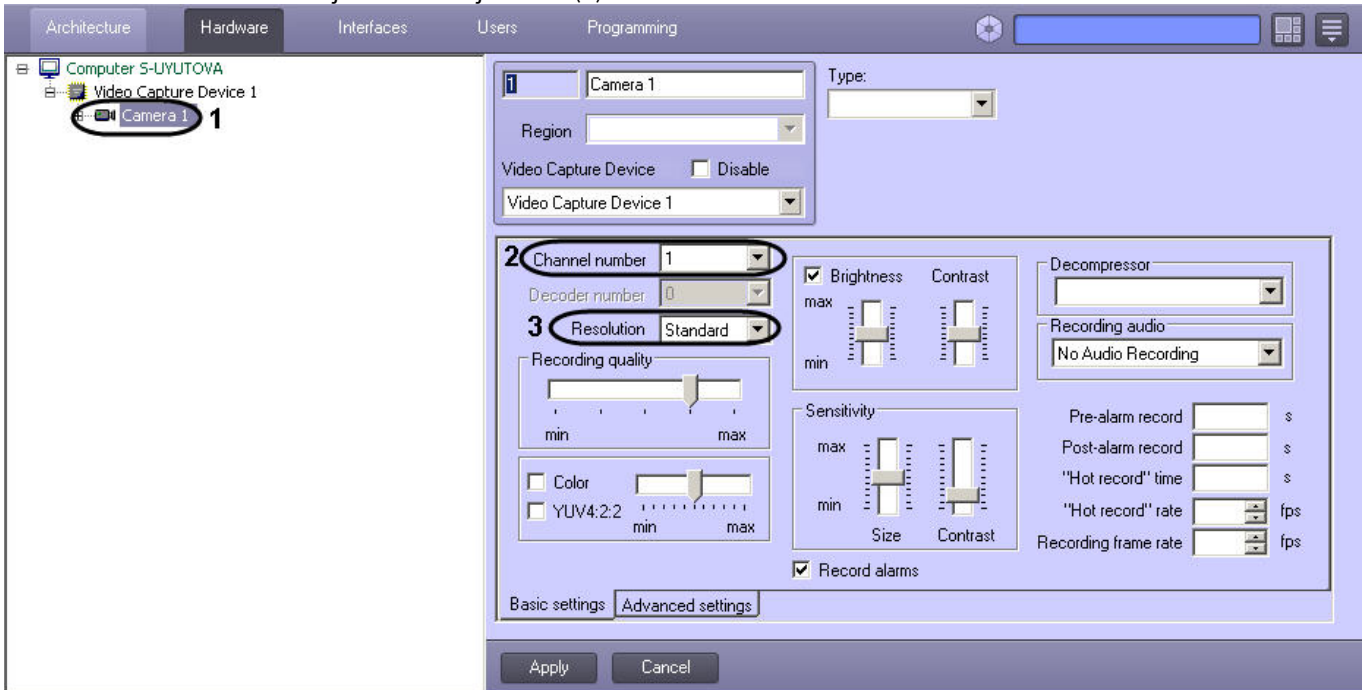 Architecture Hardware Interfaces Users Programming
Computer S-UYUTOVA
Video Capture Device 1
Camera 1 1
1 Camera 1
Type:
Region
Video Capture Device Disable
Video Capture Device 1
2 Channel number 1
Decoder number 0
3 Resolution Standard
Recording quality
min max
Color
YUV4:2:2
min max
Brightness Contrast
max
min
Sensitivity
max
min
Size Contrast
Record alarms
Decompressor
Recording audio
No Audio Recording
Pre-alarm record s
Post-alarm record s
"Hot record" time s
"Hot record" rate fps
Recording frame rate fps
Basic settings Advanced settings
Apply Cancel